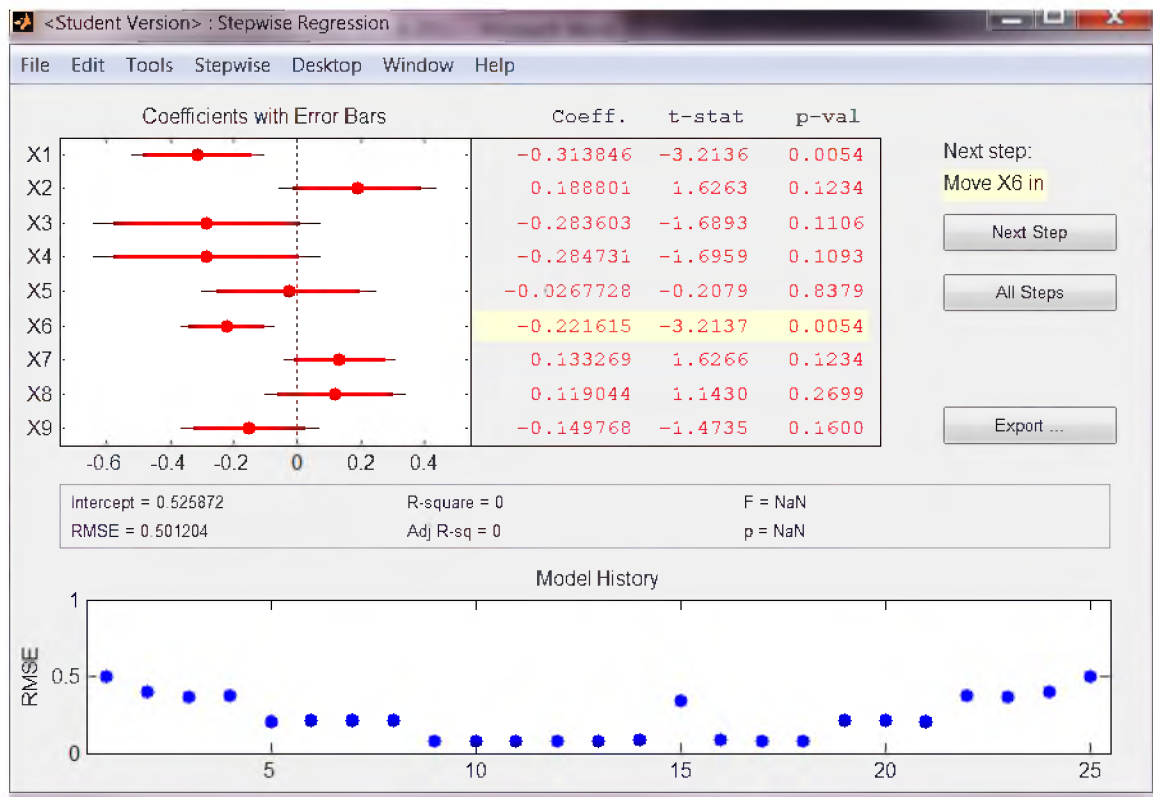 <Student Version> : Stepwise Regression
File Edit Tools Stepwise Desktop Window Help
Coefficients with Error Bars Coeff. t-stat p-val
X1 -0.313846 -3.2136 0.0054
X2 0.188801 1.6263 0.1234
X3 -0.283603 -1.6893 0.1106
X4 -0.284731 -1.6959 0.1093
X5 -0.0267728 -0.2079 0.8379
X6 -0.221615 -3.2137 0.0054
X7 0.133269 1.6266 0.1234
X8 0.119044 1.1430 0.2699
X9 -0.149768 -1.4735 0.1600
-0.6 -0.4 -0.2 0 0.2 0.4
Next step:
Move X6 in
Next Step
All Steps
Export ...
Intercept = 0.525872 R-square = 0 F = NaN
RMSE = 0.501204 Adj R-sq = 0 p = NaN
Model History
RMSE
1
0.5
0
5 10 15 20 25